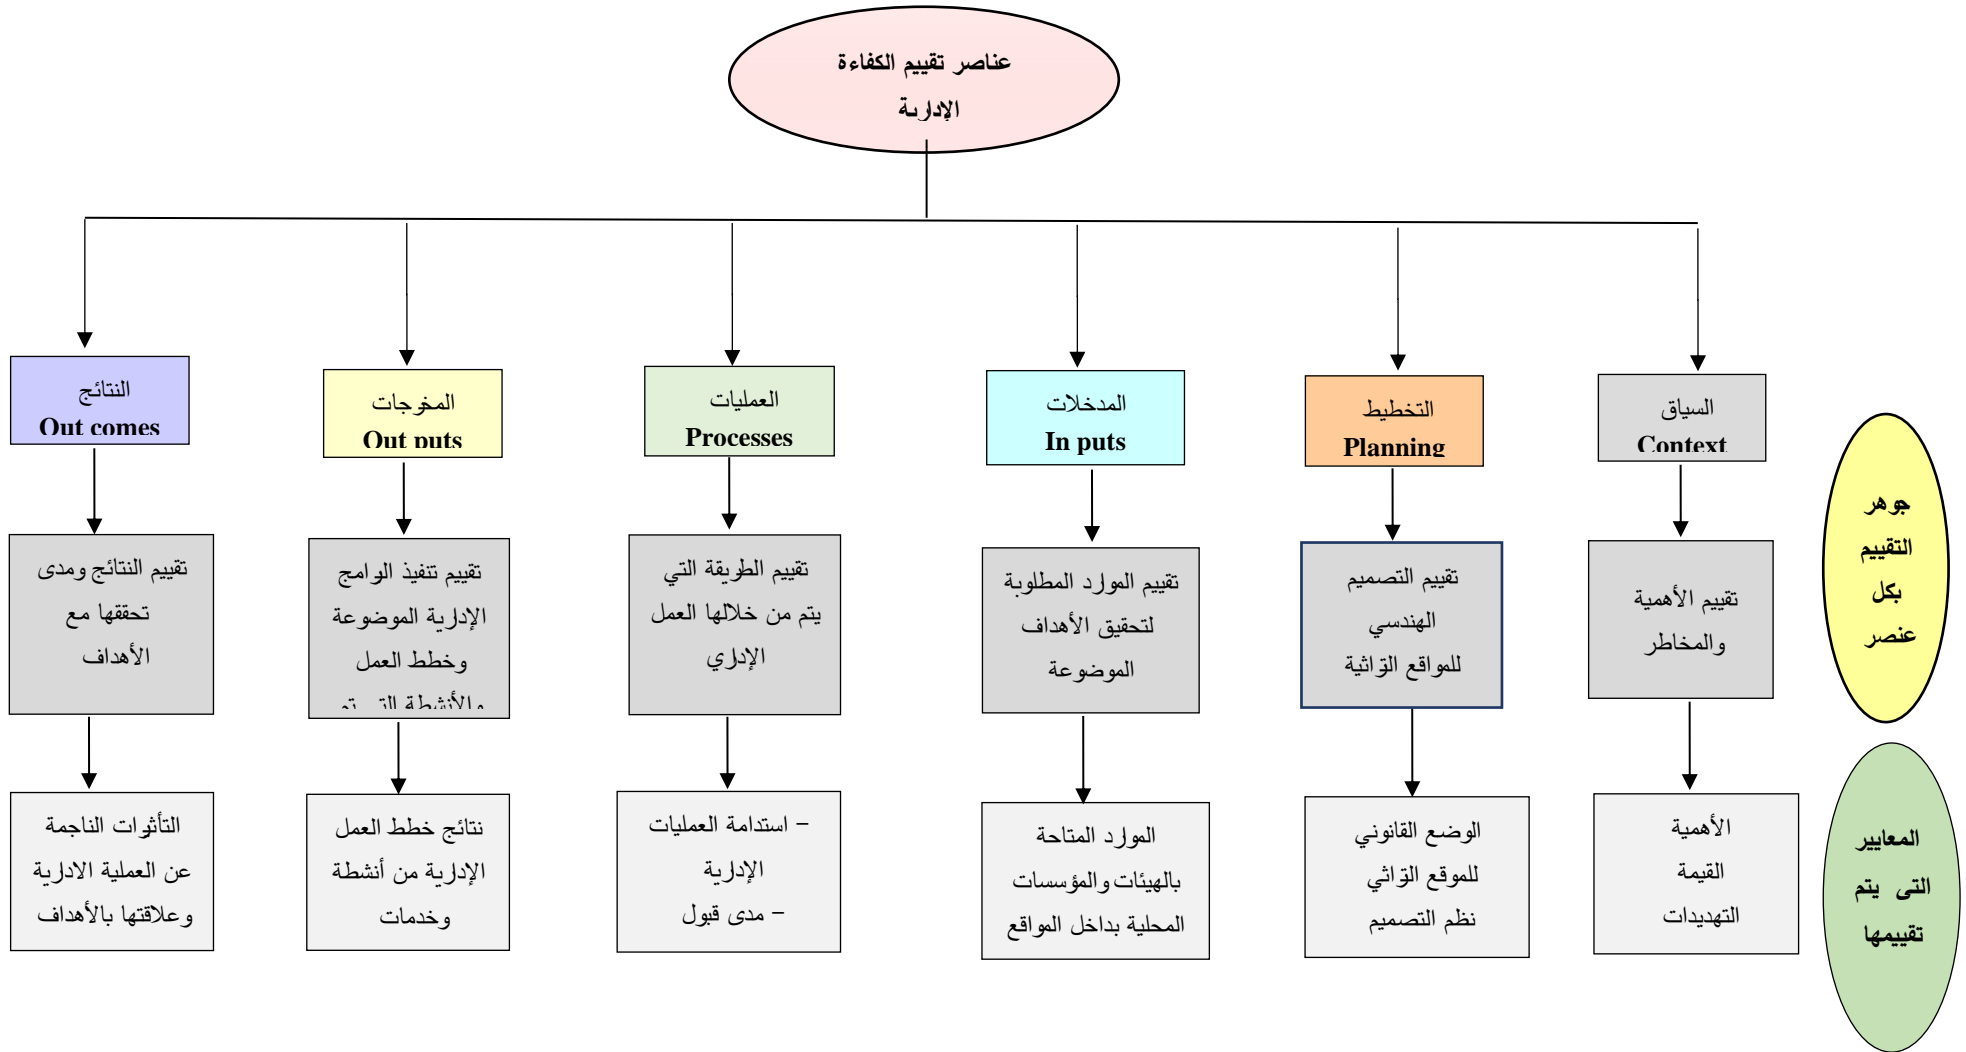 عناصر تقييم الكفاءة
الإدارية
السياق
Context
التخطيط
Planning
المدخلات
In puts
العمليات
Processes
المخرجات
Out puts
النتائج
Out comes
جوهر
التقييم
بكل
عنصر
تقييم الأهمية
والمخاطر
تقييم التصميم
الهندسي
للمواقع التراثية
تقييم الموارد المطلوبة
لتحقيق الأهداف
الموضوعة
تقييم الطريقة التي
يتم من خلالها العمل
الإداري
تقييم تنفيذ البرامج
الإدارية الموضوعة
وخطط العمل
والأنشطة التي تم
تقييم النتائج ومدى
تحققها مع
الأهداف
المعايير
التى يتم
تقييمها
الأهمية
القيمة
التهديدات
الوضع القانوني
للموقع التراثي
نظم التصميم
الموارد المتاحة
بالهيئات والمؤسسات
المحلية بداخل المواقع
– استدامة العمليات
الإدارية
– مدى قبول
نتائج خطط العمل
الإدارية من أنشطة
وخدمات
التأثيرات الناجمة
عن العملية الادارية
وعلاقتها بالأهداف